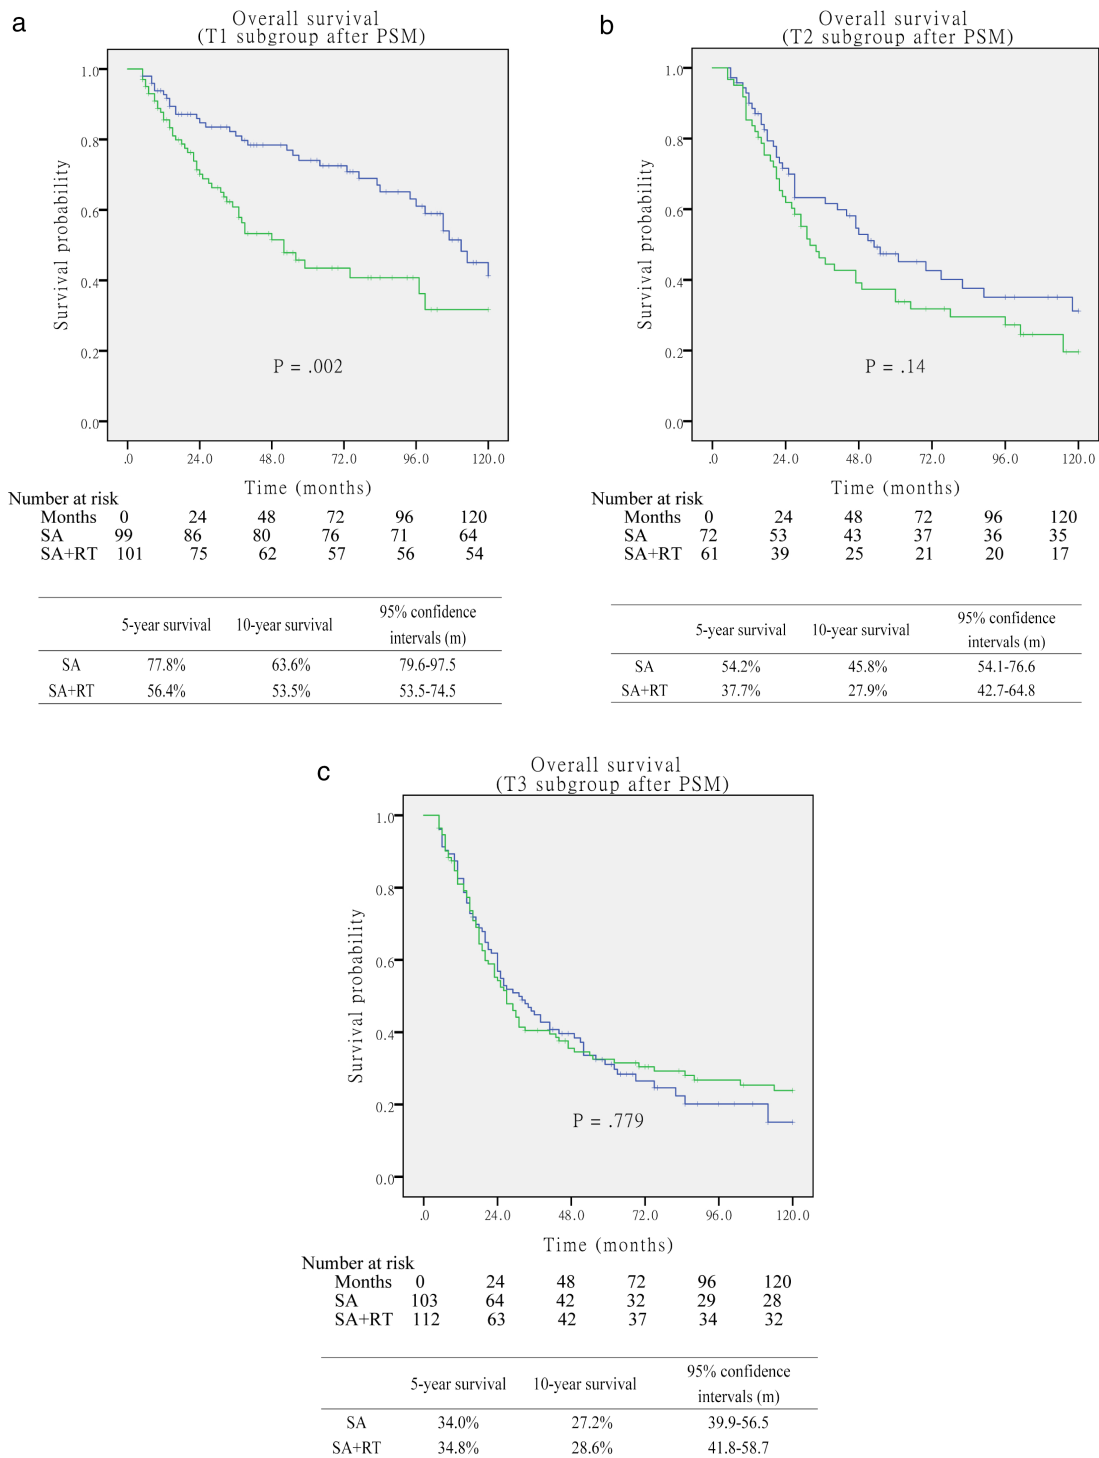 a
Overall survival
(T1 subgroup after PSM)
Survival probability
1.0
0.8
0.6
0.4
0.2
0.0
P = .002
.0 24.0 48.0 72.0 96.0 120.0
Time (months)
Number at risk
Months 0 24 48 72 96 120
SA 99 86 80 76 71 64
SA+RT 101 75 62 57 56 54
5-year survival 10-year survival 95% confidence
intervals (m)
SA 77.8% 63.6% 79.6-97.5
SA+RT 56.4% 53.5% 53.5-74.5
b
Overall survival
(T2 subgroup after PSM)
Survival probability
1.0
0.8
0.6
0.4
0.2
0.0
P = .14
.0 24.0 48.0 72.0 96.0 120.0
Time (months)
Number at risk
Months 0 24 48 72 96 120
SA 72 53 43 37 36 35
SA+RT 61 39 25 21 20 17
5-year survival 10-year survival 95% confidence
intervals (m)
SA 54.2% 45.8% 54.1-76.6
SA+RT 37.7% 27.9% 42.7-64.8
c
Overall survival
(T3 subgroup after PSM)
Survival probability
1.0
0.8
0.6
0.4
0.2
0.0
P = .779
.0 24.0 48.0 72.0 96.0 120.0
Time (months)
Number at risk
Months 0 24 48 72 96 120
SA 103 64 42 32 29 28
SA+RT 112 63 42 37 34 32
5-year survival 10-year survival 95% confidence
intervals (m)
SA 34.0% 27.2% 39.9-56.5
SA+RT 34.8% 28.6% 41.8-58.7